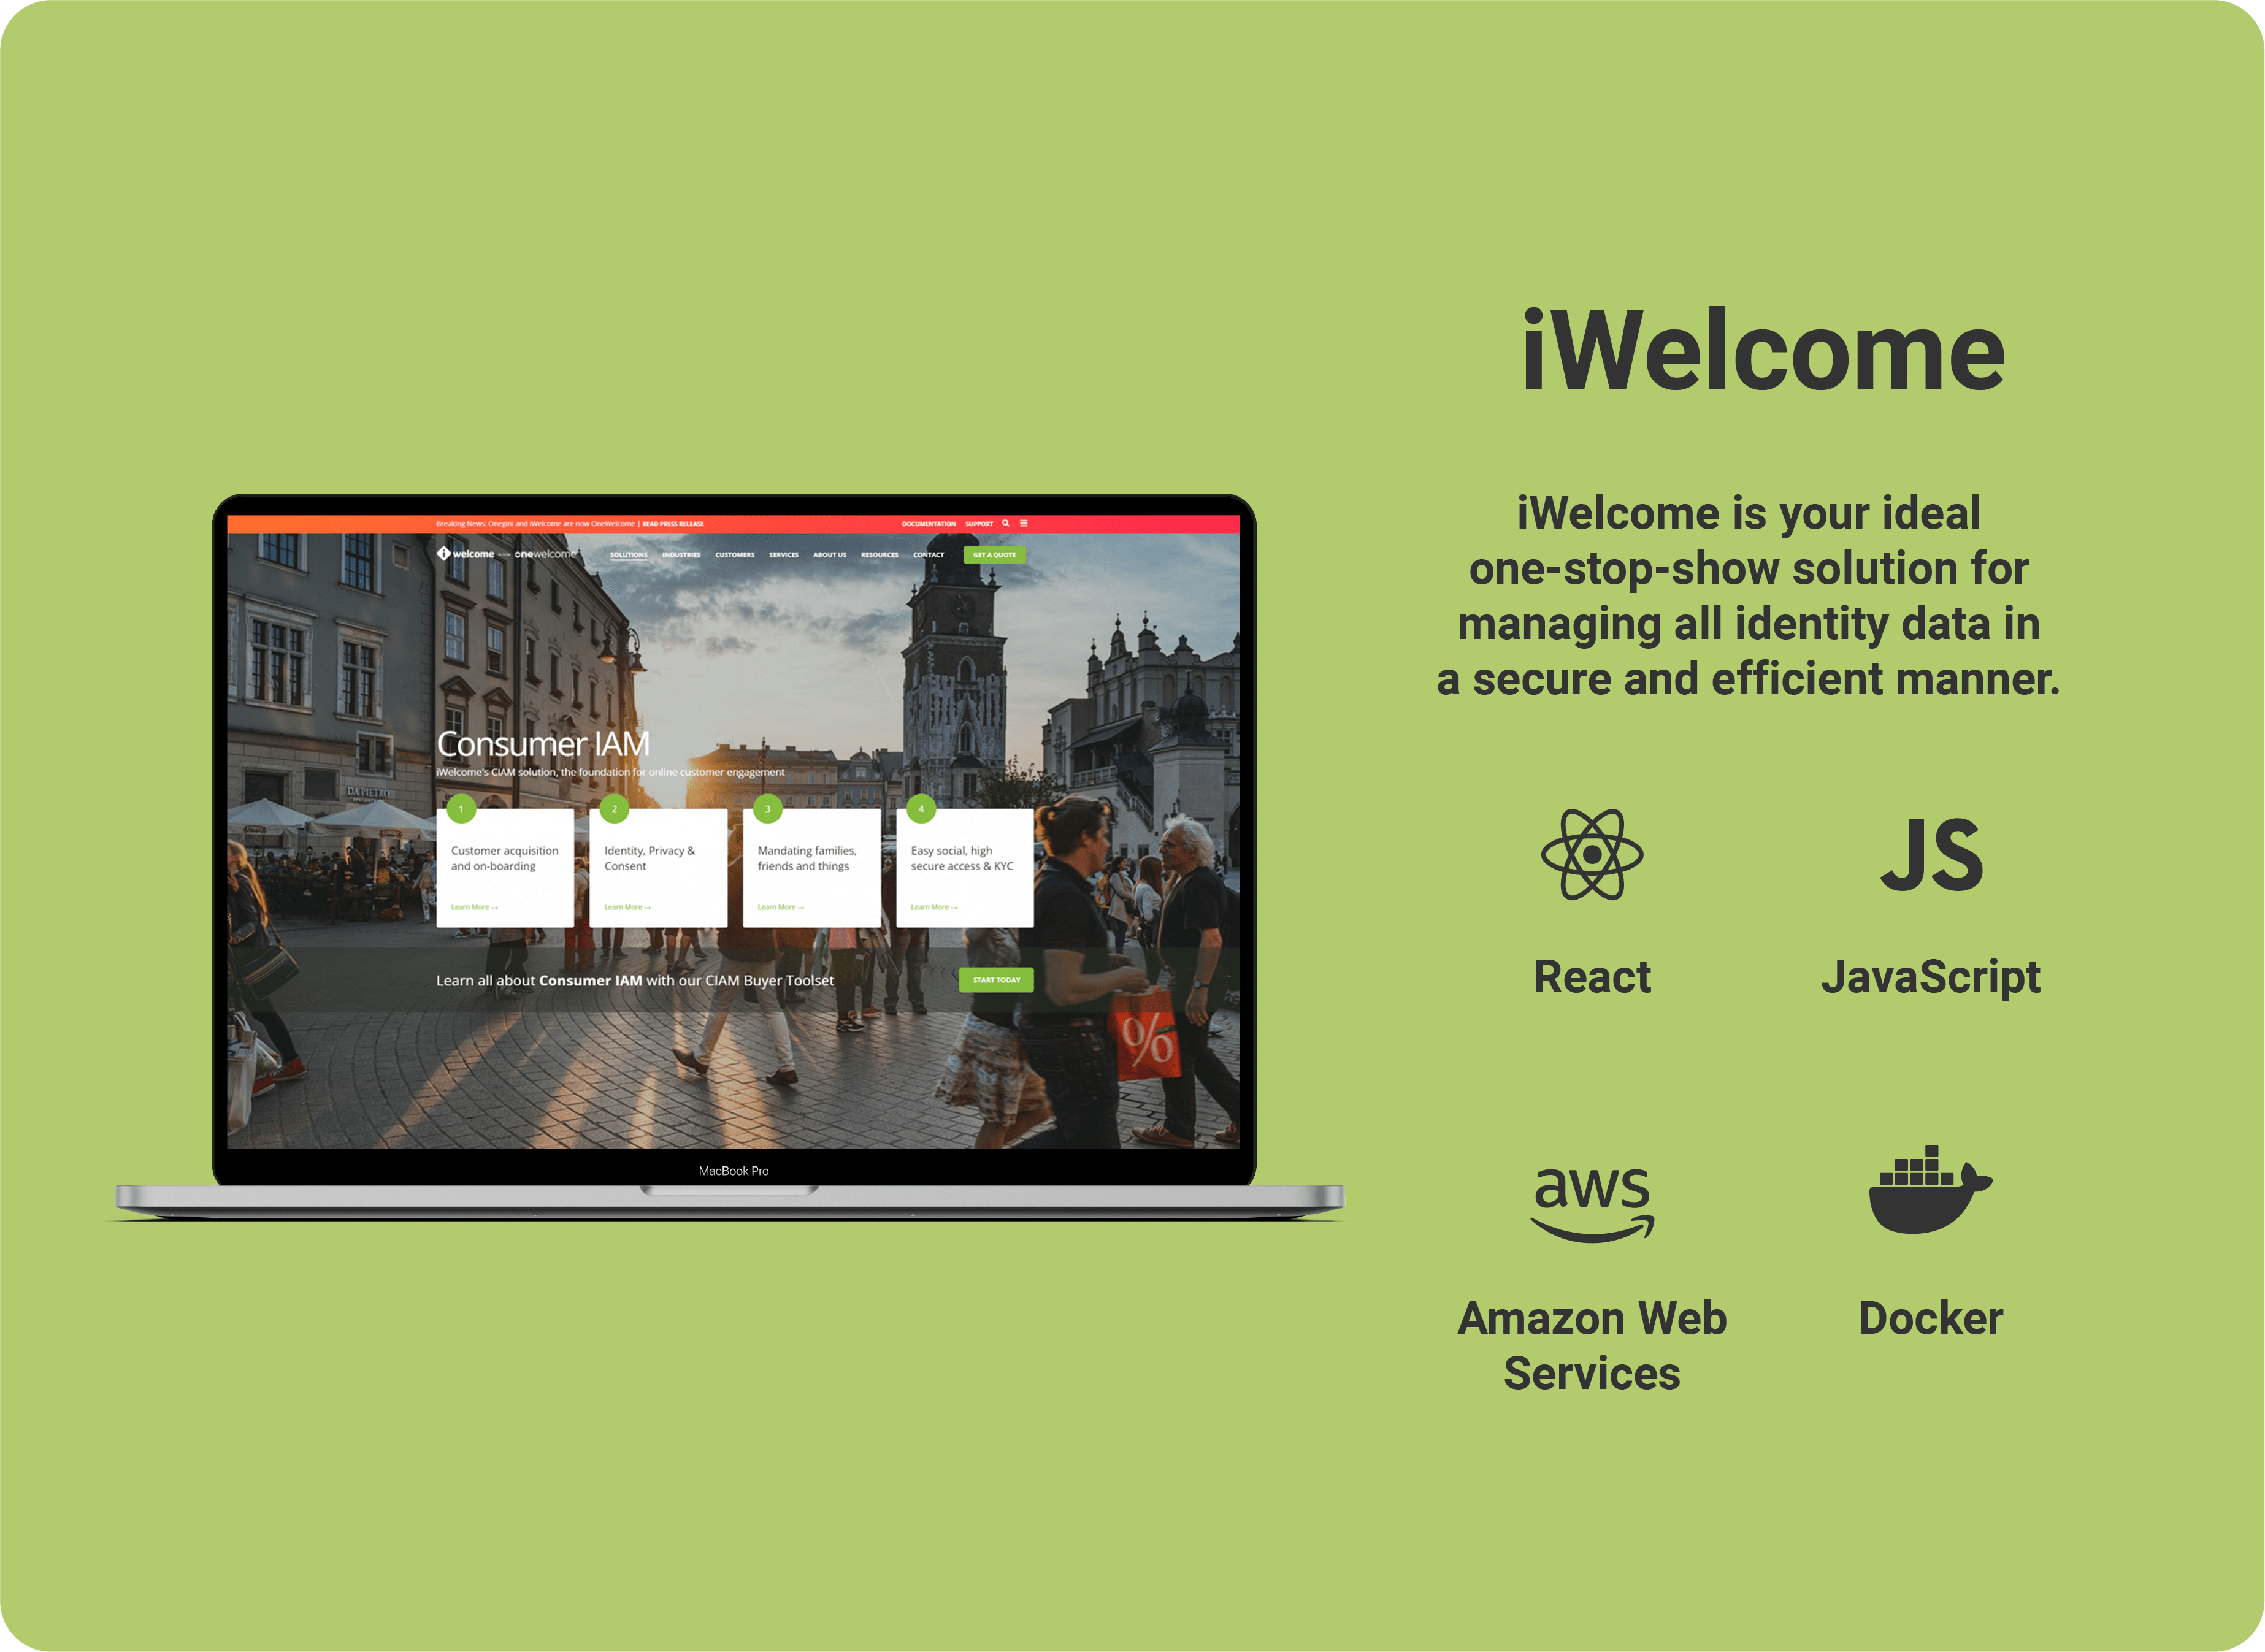 iWelcome
iWelcome is your ideal
one-stop-show solution for
managing all identity data in
a secure and efficient manner.
JS
React
JavaScript
aws
Amazon Web
Services
Docker
Breaking News: Onegini and iWelcome are now OneWelcome | READ PRESS RELEASE
DOCUMENTATION SUPPORT
i welcome
onewelcome
SOLUTIONS INDUSTRIES CUSTOMERS SERVICES ABOUT US RESOURCES CONTACT GET A QUOTE
DA PIETRO
Consumer IAM
iWelcome's CIAM solution, the foundation for online customer engagement
1
Customer acquisition
and on-boarding
Learn More →
2
Identity, Privacy &
Consent
Learn More →
3
Mandating families,
friends and things
Learn More →
4
Easy social, high
secure access & KYC
Learn More →
Learn all about Consumer IAM with our CIAM Buyer Toolset
START TODAY
%
MacBook Pro